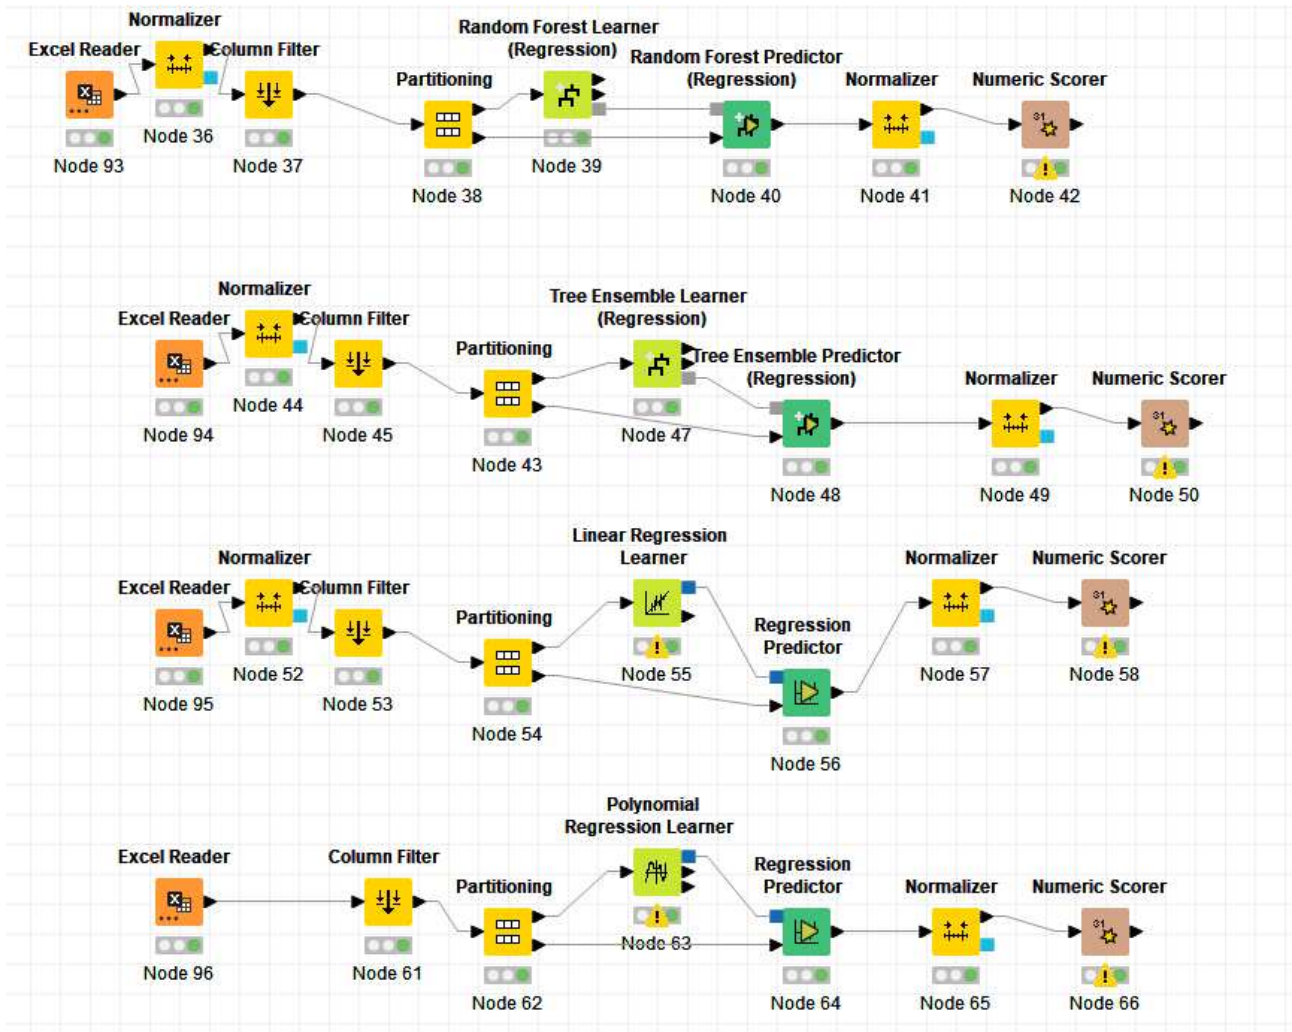 Normalizer
Random Forest Learner
(Regression)
Excel Reader
Column Filter
Random Forest Predictor
(Regression)
Partitioning
Normalizer
Numeric Scorer
Node 36
Node 93
Node 37
Node 39
Node 38
Node 40
Node 41
Node 42
Normalizer
Tree Ensemble Learner
(Regression)
Excel Reader
Column Filter
Partitioning
Tree Ensemble Predictor
(Regression)
Normalizer
Numeric Scorer
Node 44
Node 94
Node 45
Node 47
Node 43
Node 48
Node 49
Node 50
Linear Regression
Learner
Normalizer
Normalizer
Numeric Scorer
Excel Reader
Column Filter
Partitioning
Regression
Predictor
Node 52
Node 55
Node 57
Node 58
Node 95
Node 53
Node 54
Node 56
Polynomial
Regression Learner
Excel Reader
Column Filter
Partitioning
Regression
Predictor
Normalizer
Numeric Scorer
Node 63
Node 96
Node 61
Node 62
Node 64
Node 65
Node 66